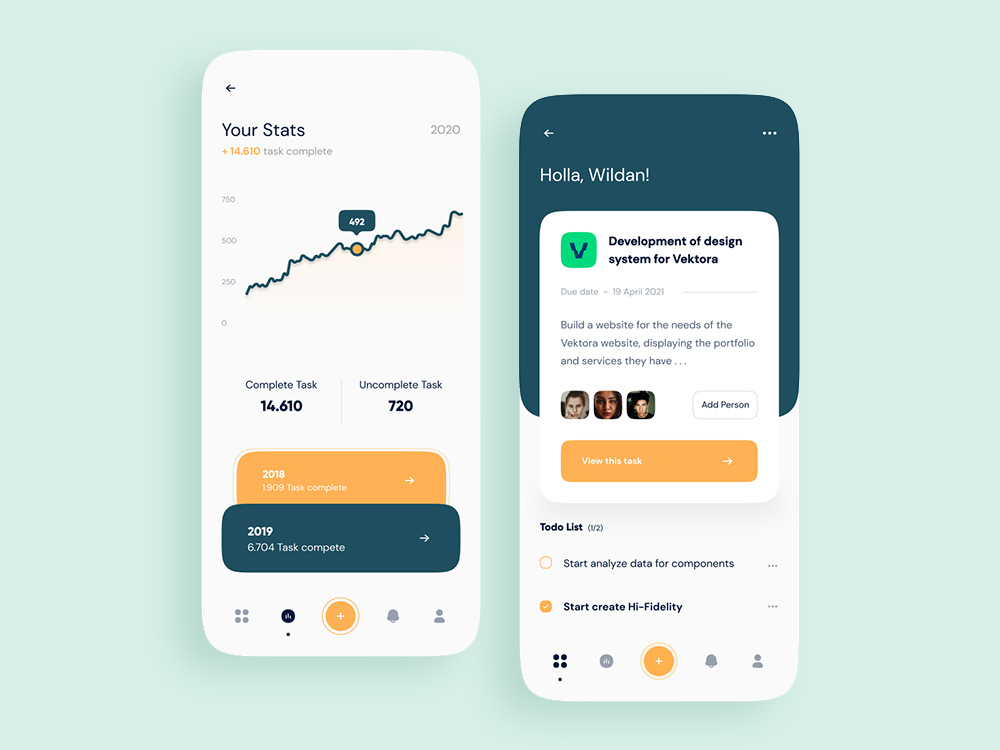 Your Stats
2020
+ 14.610 task complete
750
500
250
0
492
Complete Task
14.610
Uncomplete Task
720
2018
1.909 Task complete
2019
6.704 Task compete
Holla, Wildan!
V
Development of design
system for Vektora
Due date - 19 April 2021
Build a website for the needs of the
Vektora website, displaying the portfolio
and services they have . . .
Add Person
View this task
Todo List (1/2)
Start analyze data for components
Start create Hi-Fidelity